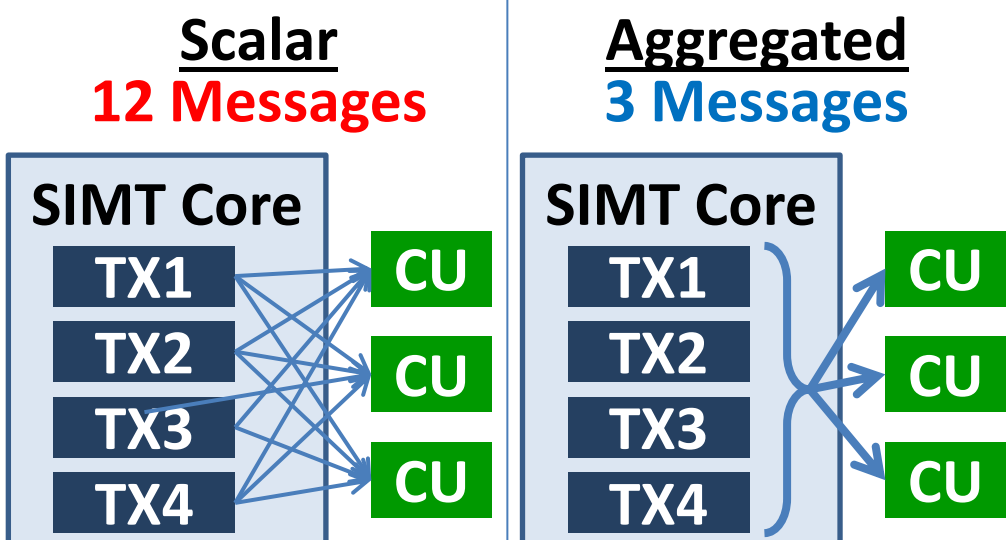 Scalar
12 Messages
SIMT Core
TX1
TX2
TX3
TX4
CU
CU
CU
Aggregated
3 Messages
SIMT Core
TX1
TX2
TX3
TX4
CU
CU
CU